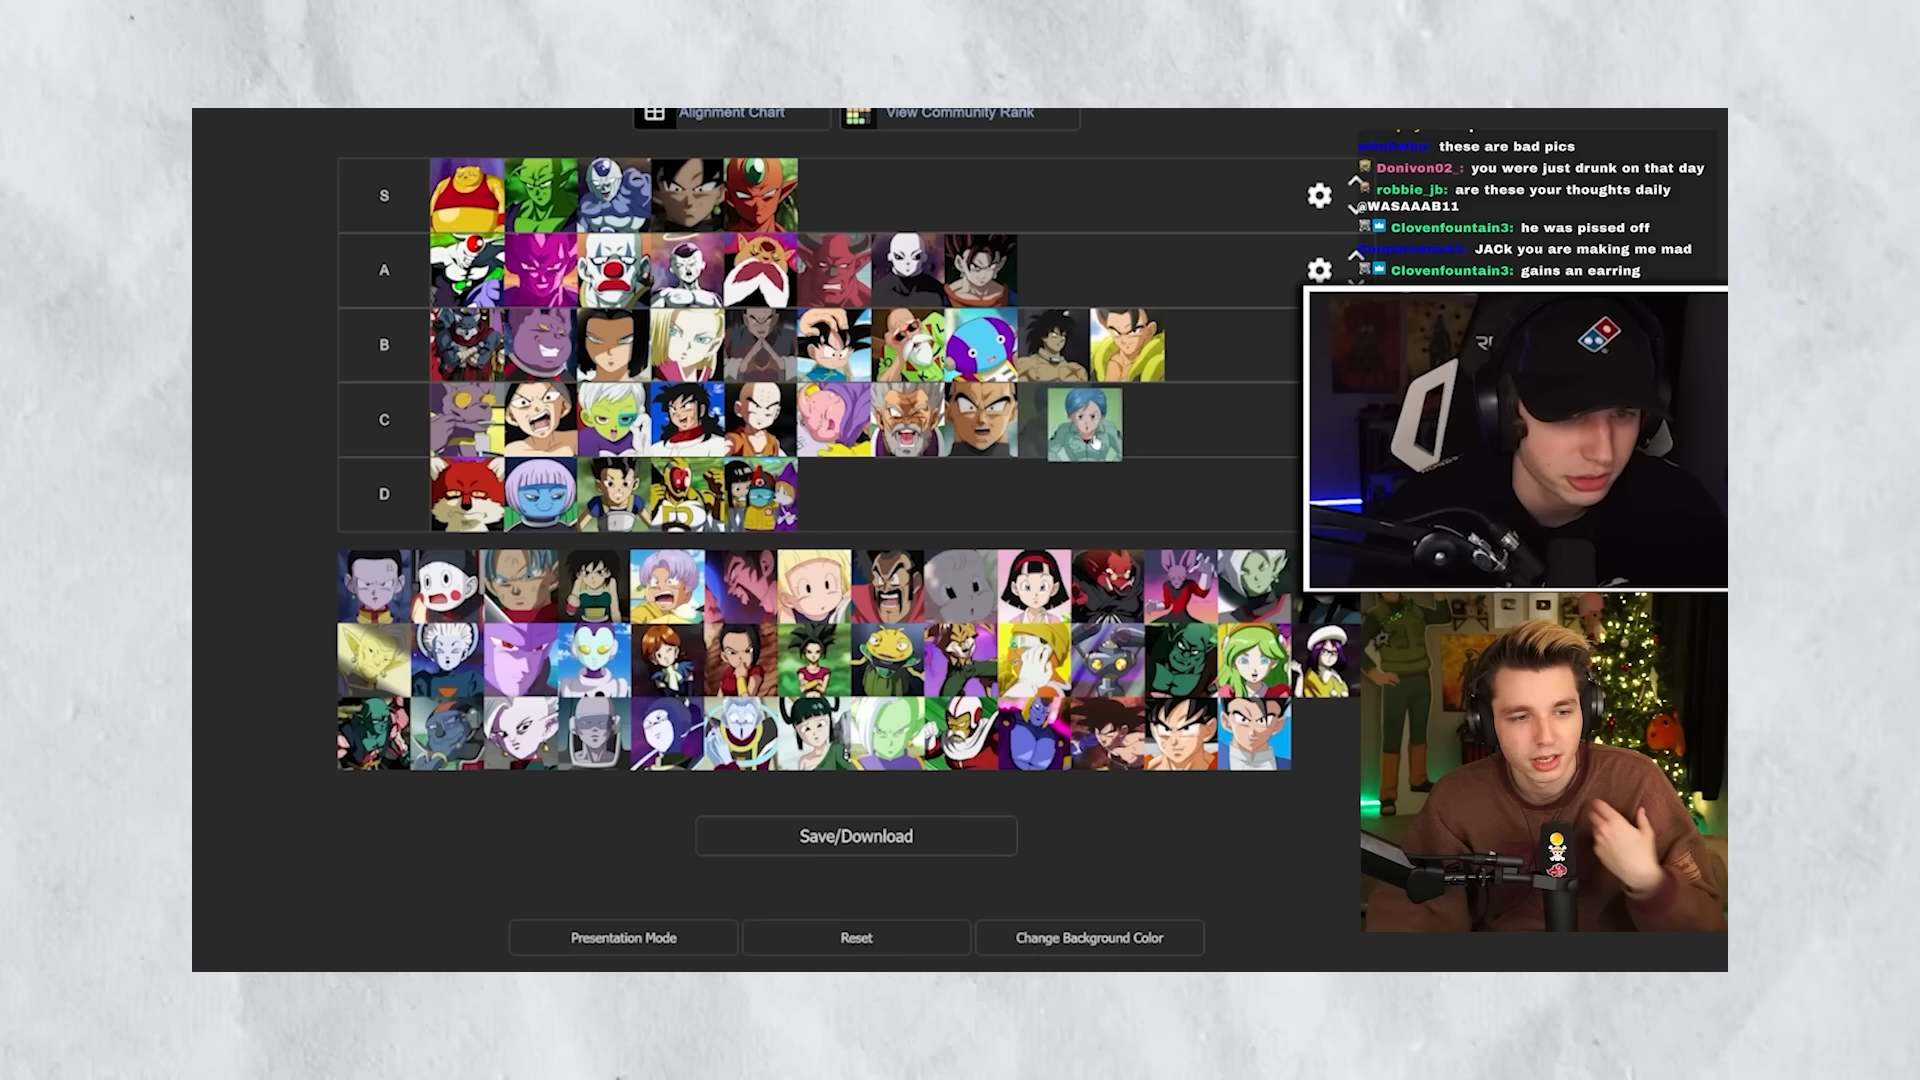 Alignment Chart
View Community Rank
these are bad pics
Donivon02_: you were just drunk on that day
robbie_jb: are these your thoughts daily
@WASAAAB11
Clovenfountain3: he was pissed off
JACk you are making me mad
Clovenfountain3: gains an earring
S
A
B
C
D
Save/Download
Presentation Mode
Reset
Change Background Color